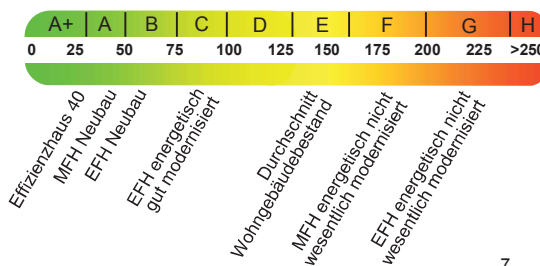 A+ A B C D E F G H
0 25 50 75 100 125 150 175 200 225 >250
Effizienzhaus 40
MFH Neubau
EFH Neubau
EFH energetisch
gut modernisiert
Durchschnitt
Wohngebäudebestand
MFH energetisch nicht
wesentlich modernisiert
EFH energetisch nicht
wesentlich modernisiert
7